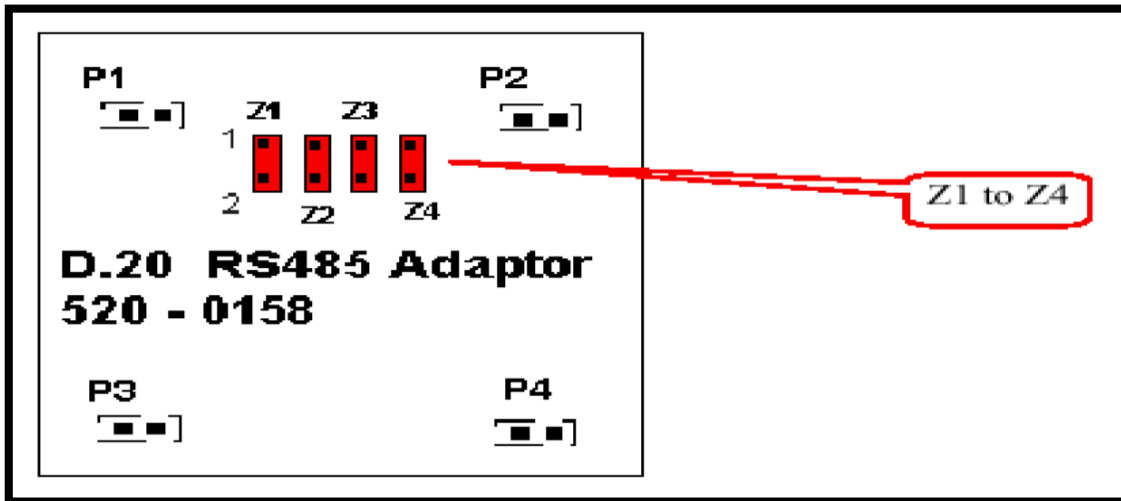 P1 P2
Z1 Z3
1
2
Z2 Z4
Z1 to Z4
D.20 RS485 Adaptor
520 - 0158
P3 P4